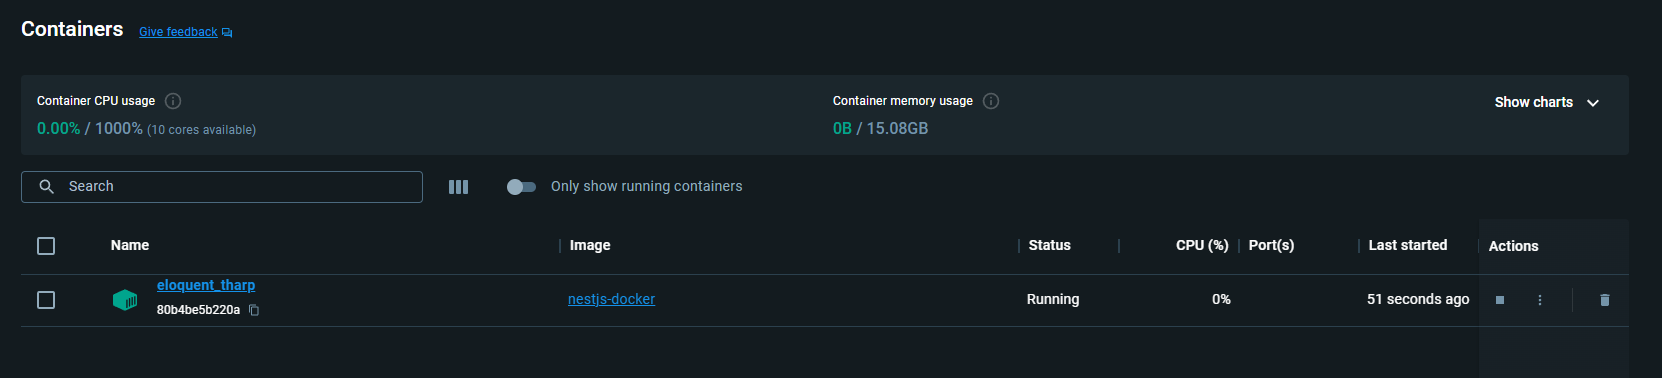 Containers Give feedback
Container CPU usage
0.00% / 1000% (10 cores available)
Container memory usage
0B / 15.08GB
Show charts
Search
Only show running containers
Name Image Status CPU (%) Port(s) Last started Actions
eloquent_tharp
80b4be5b220a
nestjs-docker Running 0% 51 seconds ago